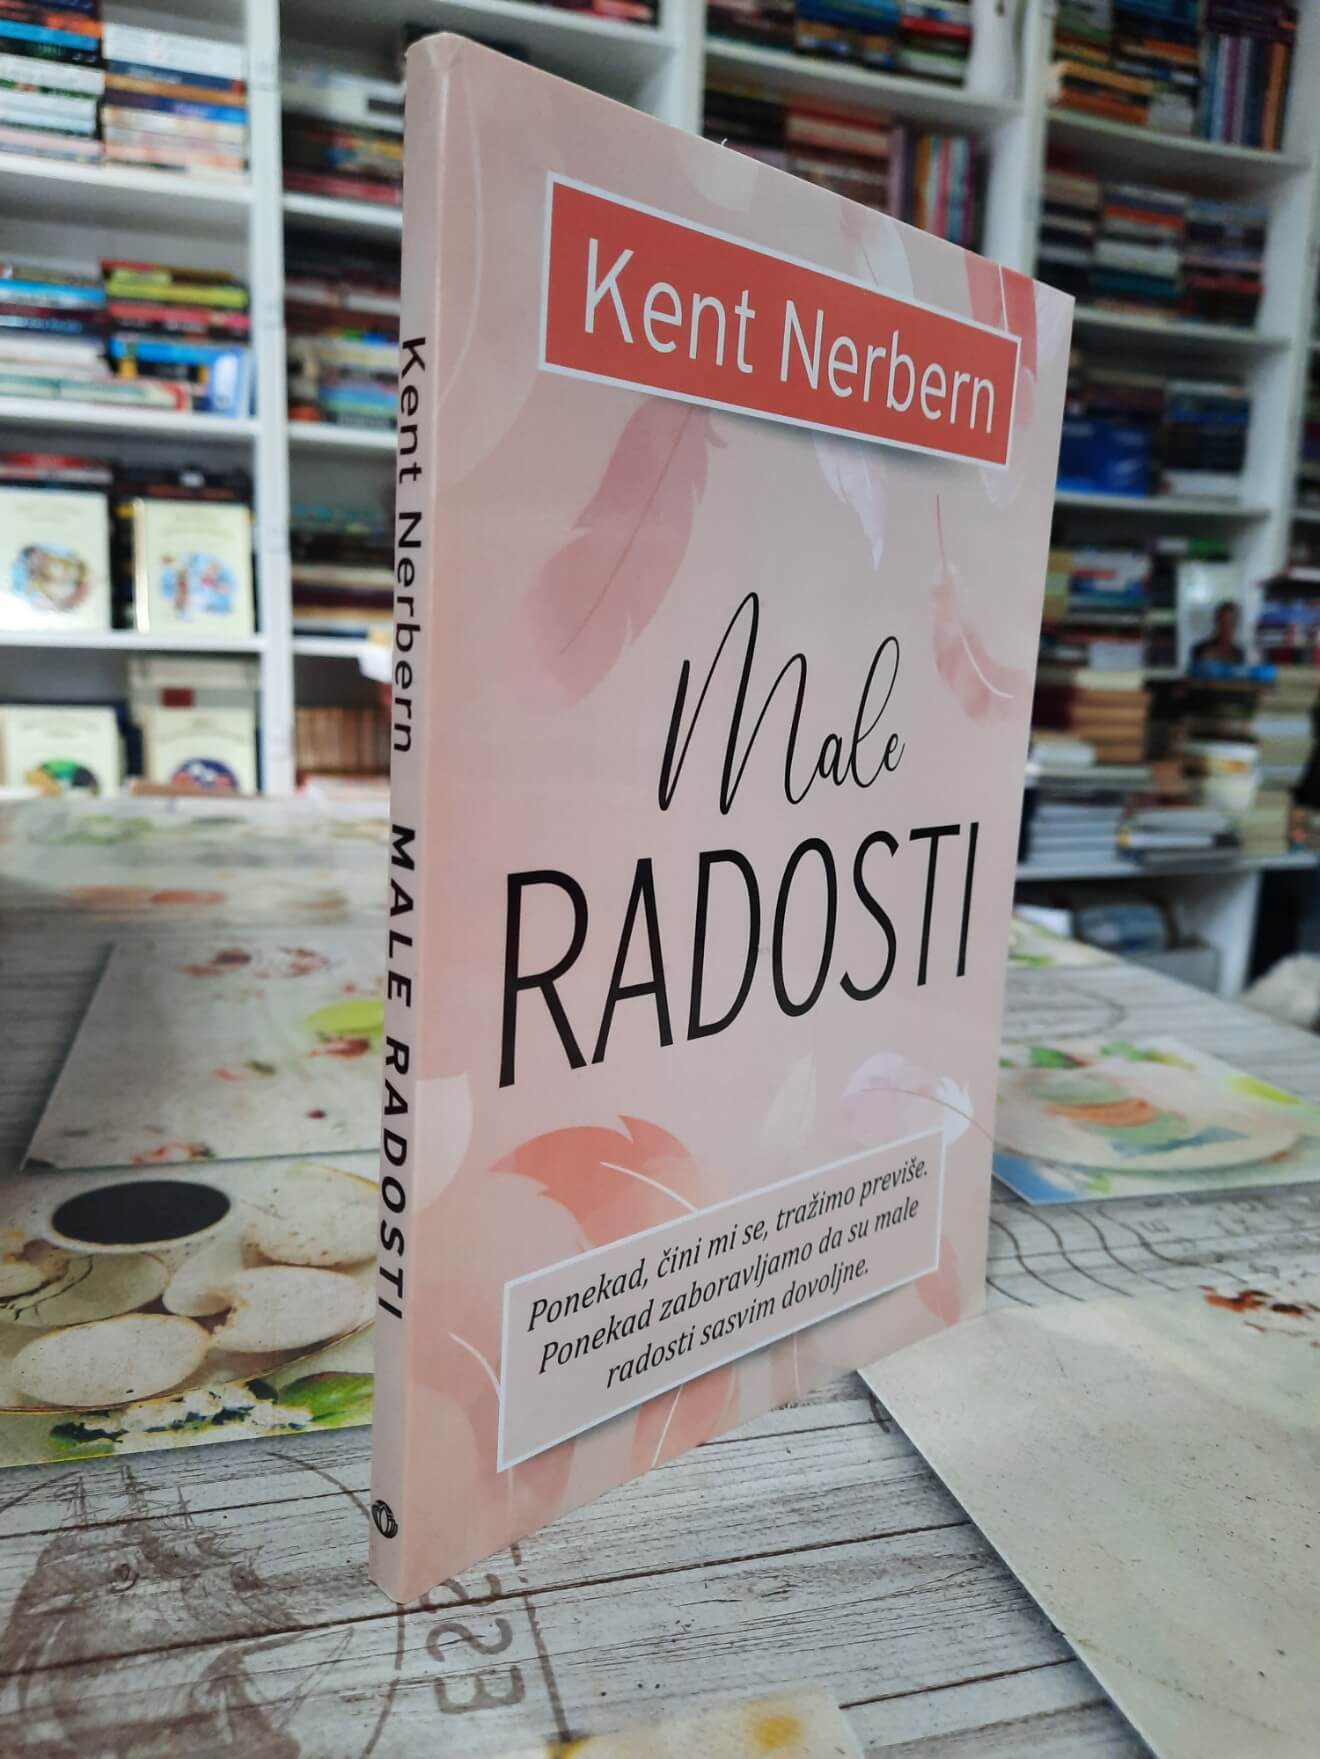 Kent Nerbern
Male
RADOSTI
Ponekad, čini mi se, tražimo previše.
Ponekad zaboravljamo da su male
radosti sasvim dovoljne.
Kent Nerbern MALE RADOSTI